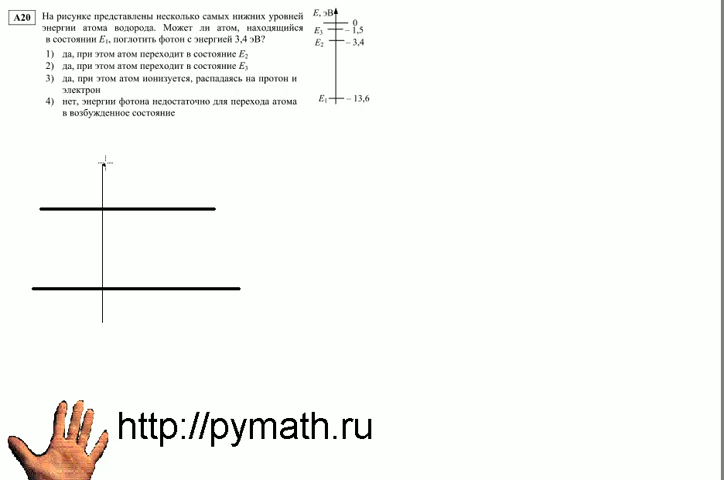 А20
На рисунке представлены несколько самых нижних уровней
энергии атома водорода. Может ли атом, находящийся
в состоянии E₁, поглотить фотон с энергией 3,4 эВ?
1) да, при этом атом переходит в состояние E₂
2) да, при этом атом переходит в состояние E₃
3) да, при этом атом ионизуется, распадаясь на протон и
электрон
4) нет, энергии фотона недостаточно для перехода атома
в возбужденное состояние
E, эВ
0
E₃ – 1,5
E₂ – 3,4
E₁ – 13,6
http://pymath.ru